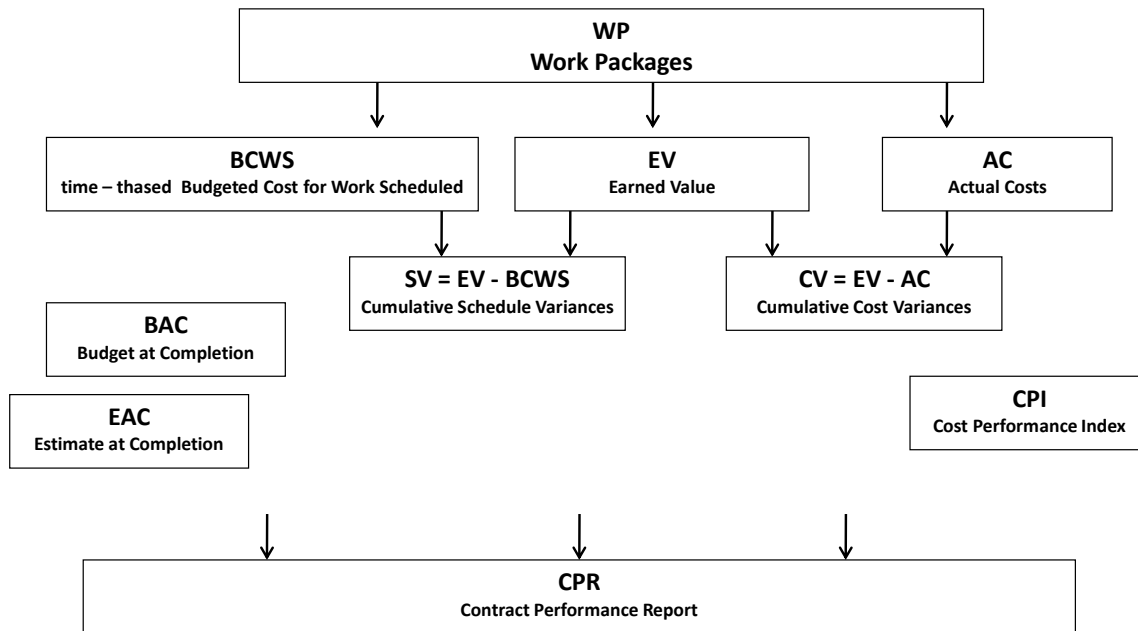 WP
Work Packages
BCWS
time – thased  Budgeted Cost for Work Scheduled
EV
Earned Value
AC
Actual Costs
SV = EV - BCWS
Cumulative Schedule Variances
CV = EV - AC
Cumulative Cost Variances
BAC
Budget at Completion
EAC
Estimate at Completion
CPI
Cost Performance Index
CPR
Contract Performance Report